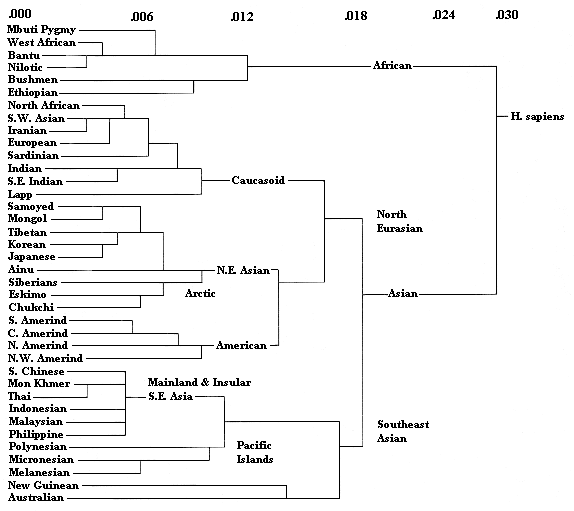 .000 .006 .012 .018 .024 .030
Mbuti Pygmy
West African
Bantu
Nilotic
African
Bushmen
Ethiopian
North African
H. sapiens
S.W. Asian
Iranian
European
Sardinian
Indian
S.E. Indian
Caucasoid
Lapp
Samoyed
North
Mongol
Eurasian
Tibetan
Korean
Japanese
Ainu
N.E. Asian
Siberians
Eskimo
Arctic
Asian
Chukchi
S. Amerind
C. Amerind
N. Amerind
American
N.W. Amerind
S. Chinese
Mon Khmer
Mainland & Insular
Thai
S.E. Asia
Indonesian
Malaysian
Southeast
Philippine
Asian
Polynesian
Pacific
Micronesian
Islands
Melanesian
New Guinean
Australian